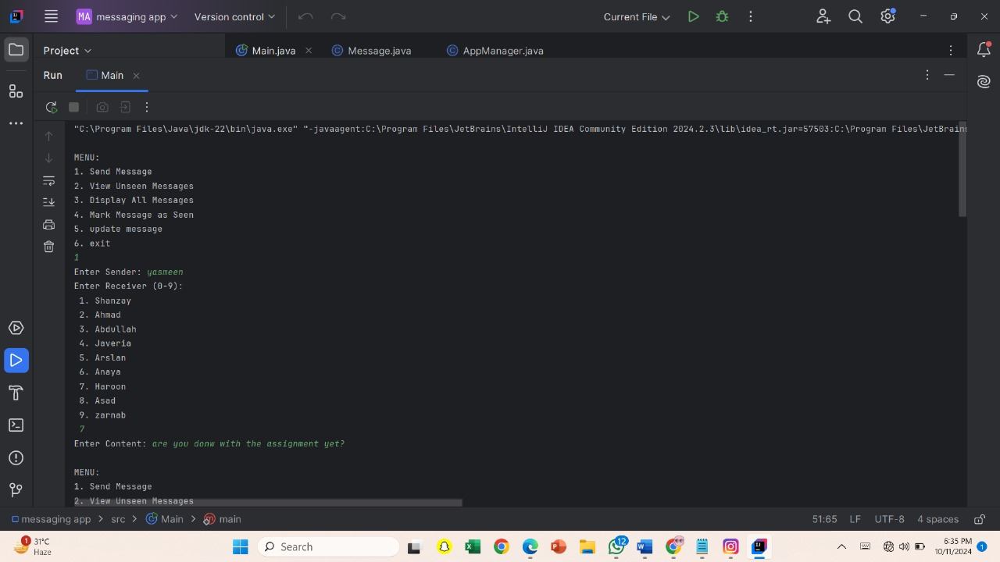 MA messaging app Version control Current File
Project Main.java Message.java AppManager.java
Run Main
"C:\Program Files\Java\jdk-22\bin\java.exe" "-javaagent:C:\Program Files\JetBrains\IntelliJ IDEA Community Edition 2024.2.3\lib\idea_rt.jar=57503:C:\Program Files\JetBrains
MENU:
1. Send Message
2. View Unseen Messages
3. Display All Messages
4. Mark Message as Seen
5. update message
6. exit
1
Enter Sender: yasmeen
Enter Receiver (0-9):
1. Shanzay
2. Ahmad
3. Abdullah
4. Javeria
5. Arslan
6. Anaya
7. Haroon
8. Asad
9. zarnab
7
Enter Content: are you donw with the assignment yet?
MENU:
1. Send Message
2. View Unseen Messages
messaging app > src > Main > main 51:65 LF UTF-8 4 spaces
1 31°C
Haze
Search
12
6:35 PM
10/11/2024
1